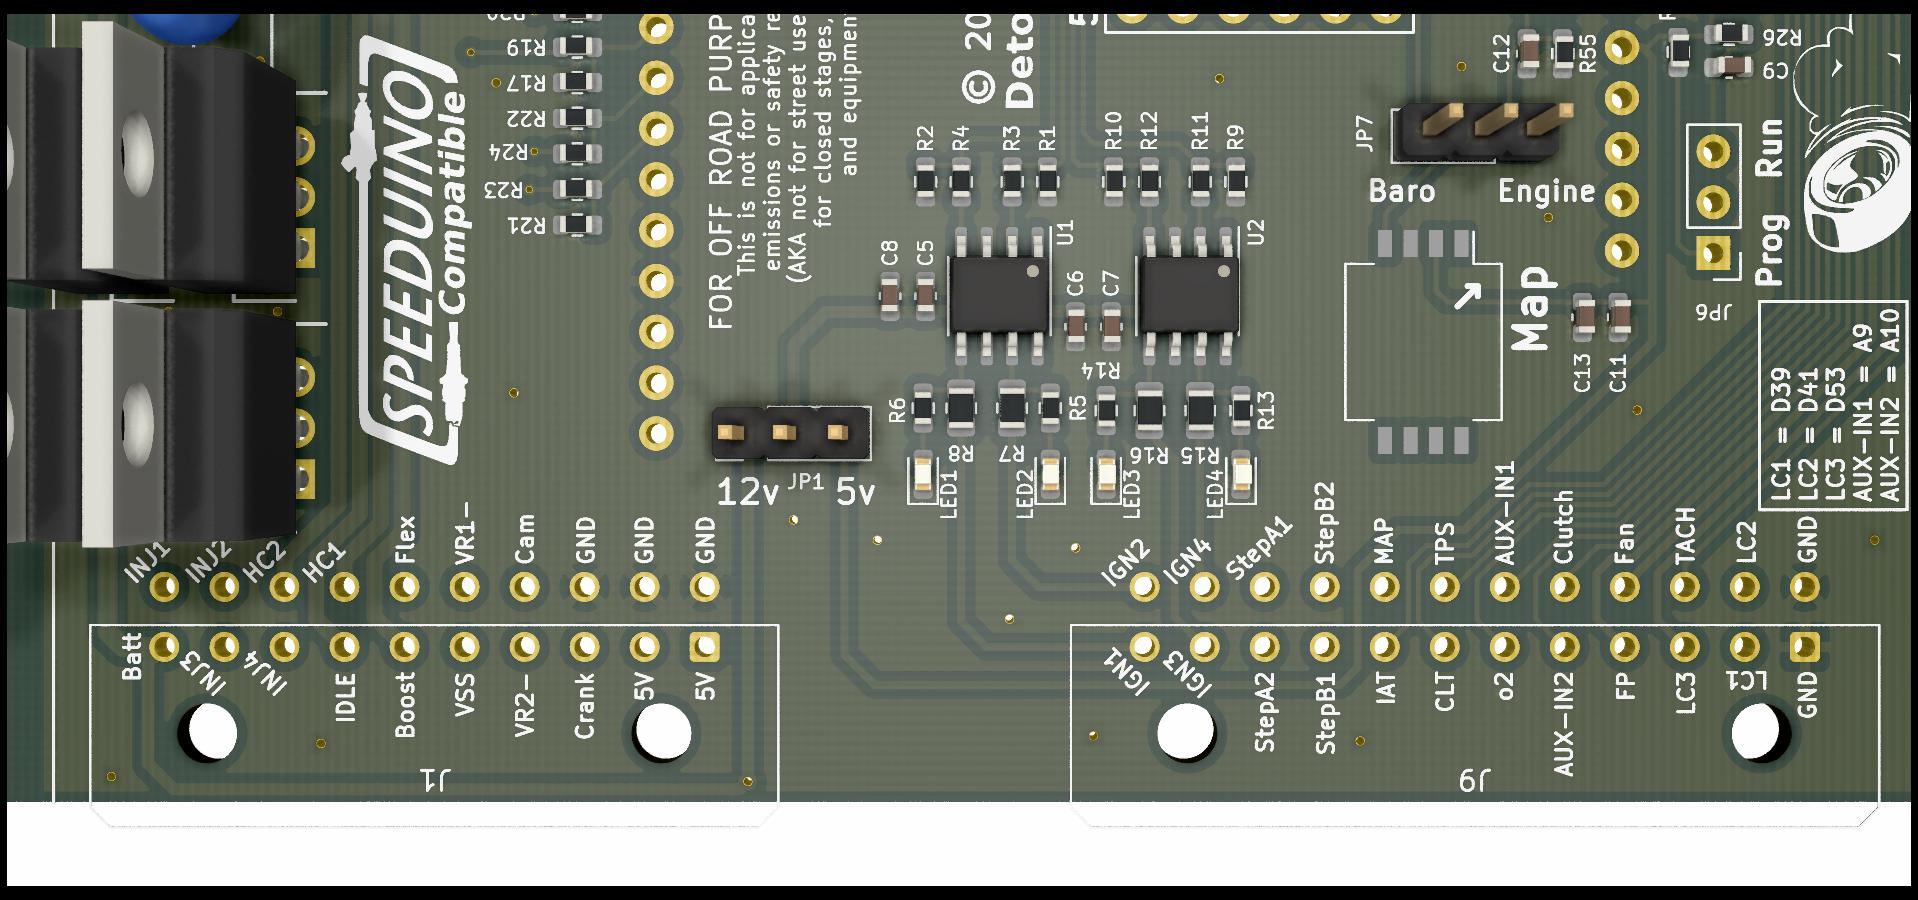 R19
R17
R22
R24
R23
R21
SPEEDUINO
Compatible
FOR OFF ROAD PURP
This is not for applica
emissions or safety re
(AKA not for street use
for closed stages,
and equipmen
© 20
Deto
5
C12
R55
R26
C9
JP7
Baro
Engine
Run
Prog
JP6
R2
R4
R3
R1
R10
R12
R11
R9
U1
U2
C8
C5
C6
C7
Map
C13
C11
LC1 = D39
LC2 = D41
LC3 = D53
AUX-IN1 = A9
AUX-IN2 = A10
R14
R6
R5
R13
R8
R7
R16
R15
12v
JP1
5v
LED1
LED2
LED3
LED4
INJ1
INJ2
HC2
HC1
Flex
VR1-
Cam
GND
GND
GND
IGN2
IGN4
StepA1
StepB2
MAP
TPS
AUX-IN1
Clutch
Fan
TACH
LC2
GND
Batt
INJ3
INJ4
IDLE
Boost
VSS
VR2-
Crank
5V
5V
IGN1
IGN3
StepA2
StepB1
IAT
CLT
o2
AUX-IN2
FP
LC3
LC1
GND
J1
J9